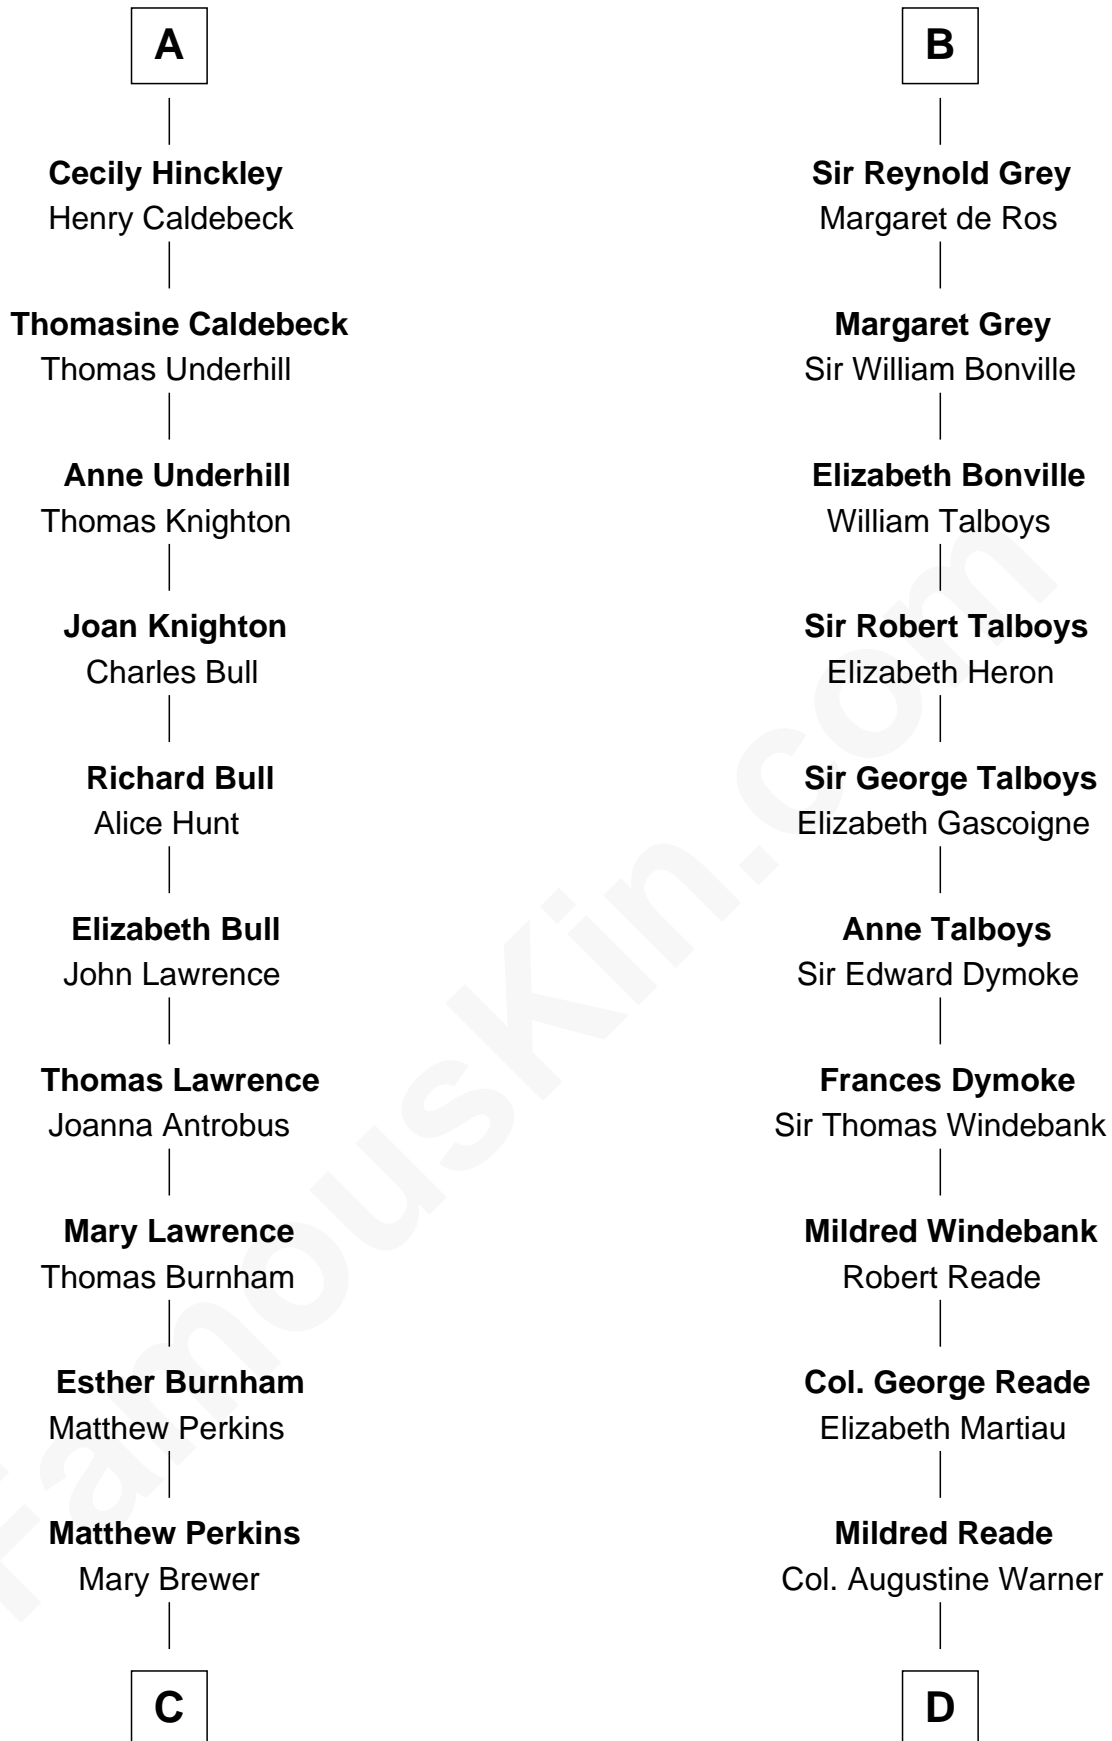 A
Cecily Hinckley
Henry Caldebeck
Thomasine Caldebeck
Thomas Underhill
Anne Underhill
Thomas Knighton
Joan Knighton
Charles Bull
Richard Bull
Alice Hunt
Elizabeth Bull
John Lawrence
Thomas Lawrence
Joanna Antrobus
Mary Lawrence
Thomas Burnham
Esther Burnham
Matthew Perkins
Matthew Perkins
Mary Brewer
C
B
Sir Reynold Grey
Margaret de Ros
Margaret Grey
Sir William Bonville
Elizabeth Bonville
William Talboys
Sir Robert Talboys
Elizabeth Heron
Sir George Talboys
Elizabeth Gascoigne
Anne Talboys
Sir Edward Dymoke
Frances Dymoke
Sir Thomas Windebank
Mildred Windebank
Robert Reade
Col. George Reade
Elizabeth Martiau
Mildred Reade
Col. Augustine Warner
D
FamousKin.com